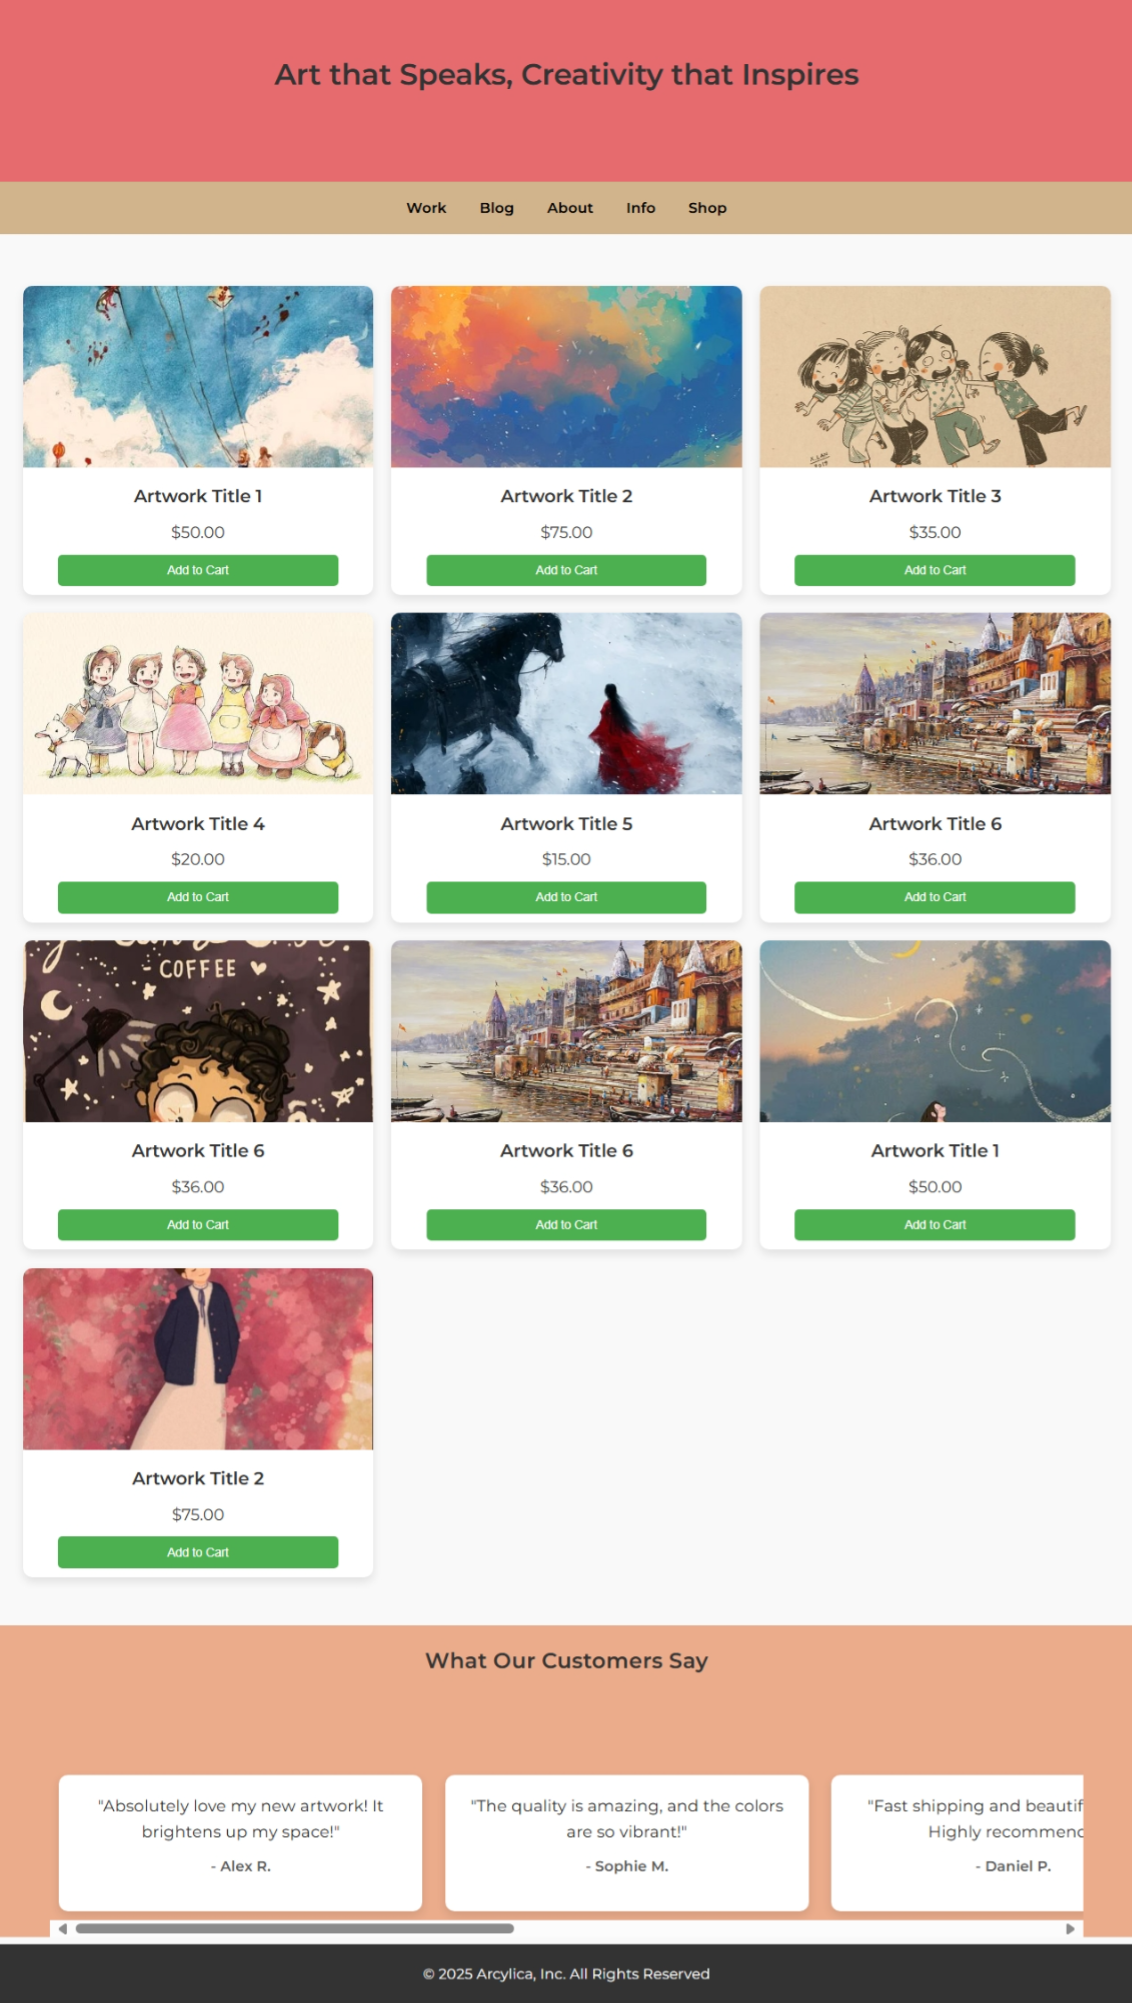 Art that Speaks, Creativity that Inspires
Work Blog About Info Shop
Artwork Title 1
$50.00
Add to Cart
Artwork Title 2
$75.00
Add to Cart
Artwork Title 3
$35.00
Add to Cart
Artwork Title 4
$20.00
Add to Cart
Artwork Title 5
$15.00
Add to Cart
Artwork Title 6
$36.00
Add to Cart
COFFEE
Artwork Title 6
$36.00
Add to Cart
Artwork Title 6
$36.00
Add to Cart
Artwork Title 1
$50.00
Add to Cart
Artwork Title 2
$75.00
Add to Cart
What Our Customers Say
"Absolutely love my new artwork! It
brightens up my space!"
- Alex R.
"The quality is amazing, and the colors
are so vibrant!"
- Sophie M.
"Fast shipping and beautif
Highly recommend
- Daniel P.
© 2025 Arcylica, Inc. All Rights Reserved